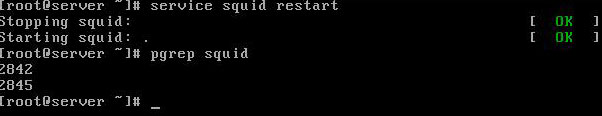 [root@server ~]# service squid restart
Stopping squid: [ OK ]
Starting squid: . [ OK ]
[root@server ~]# pgrep squid
2842
2845
[root@server ~]# _